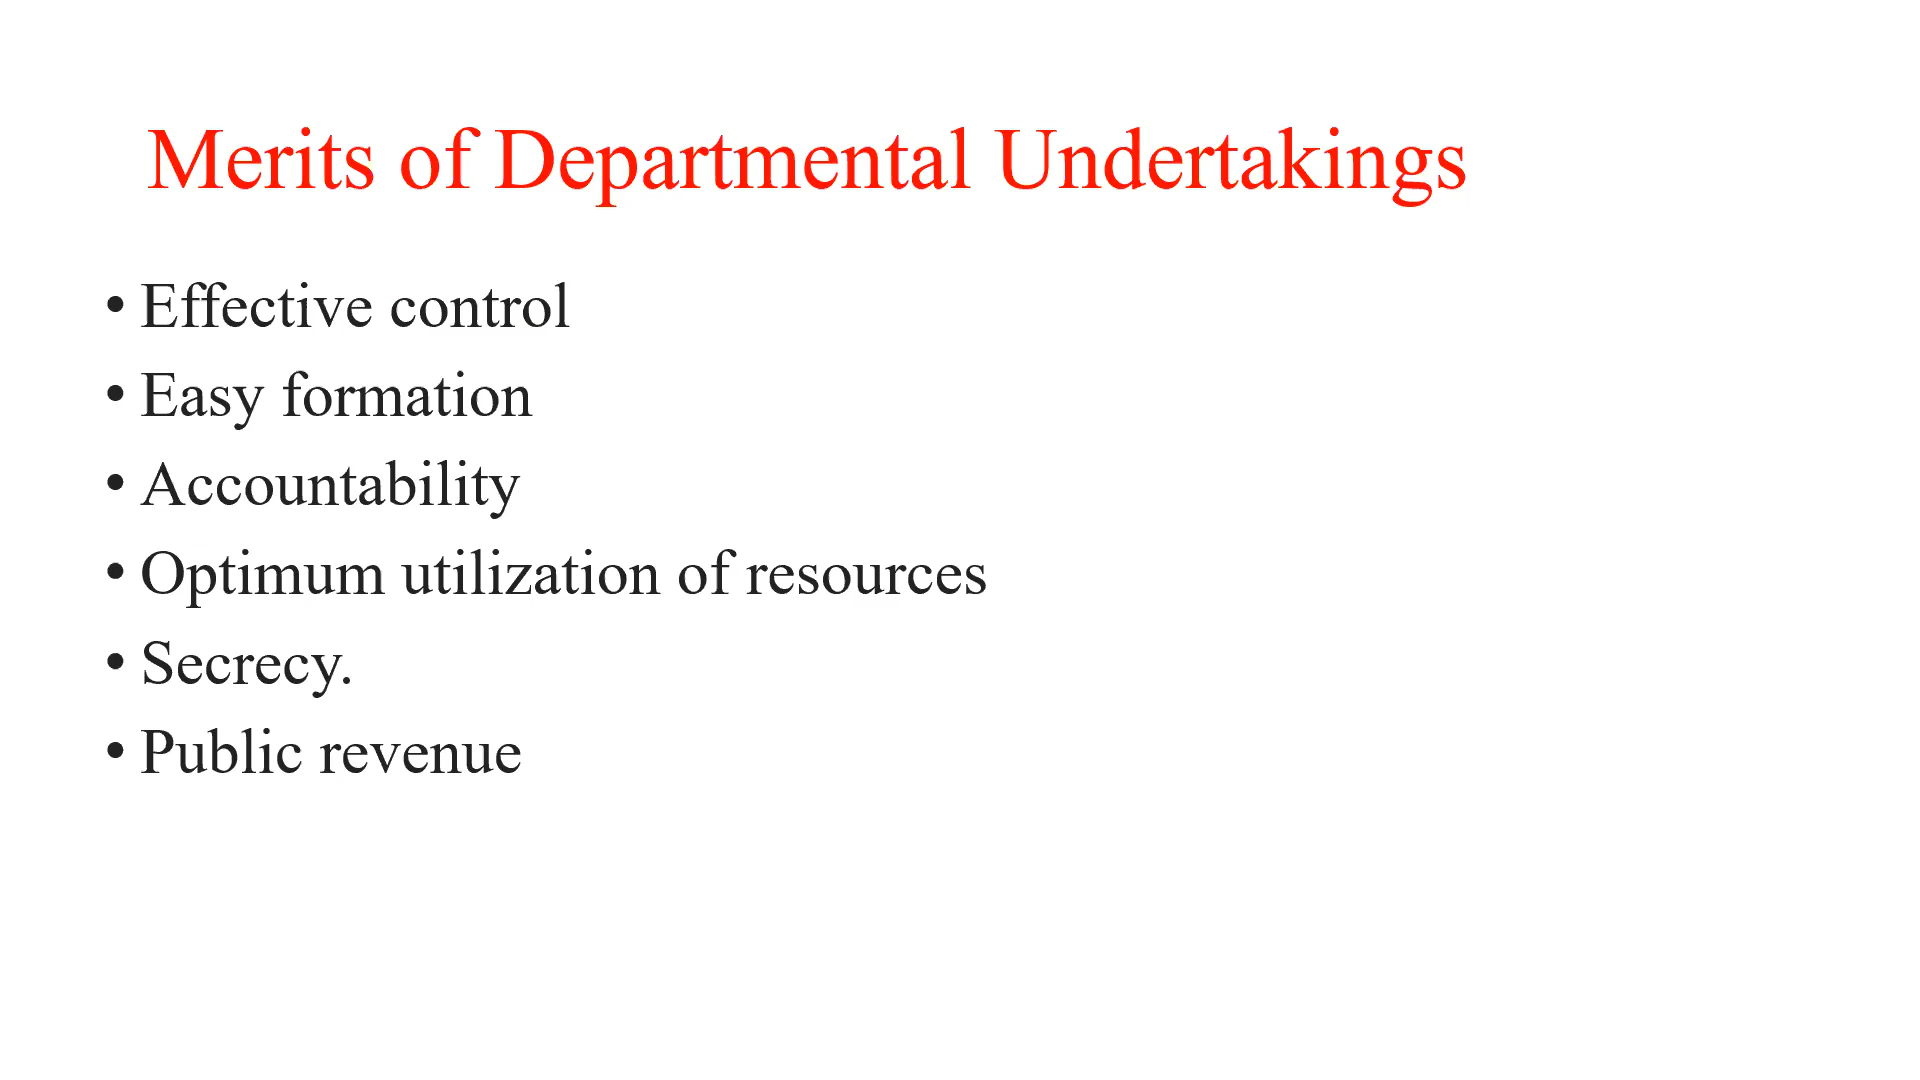 Merits of Departmental Undertakings
• Effective control
• Easy formation
• Accountability
• Optimum utilization of resources
• Secrecy.
• Public revenue